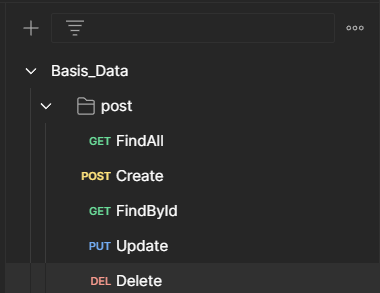 Basis_Data
post
GET FindAll
POST Create
GET FindById
PUT Update
DEL Delete